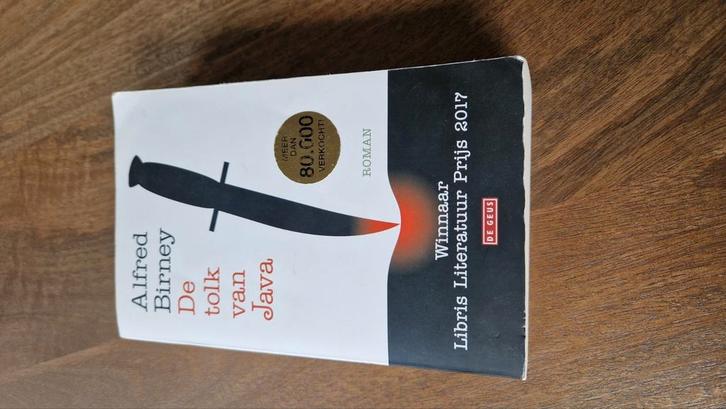 Alfred
Birney
De
tolk
van
Java
MEER
DAN
80.000
VERKOCHT!
ROMAN
Winnaar
Libris Literatuur Prijs 2017
DE GEUS